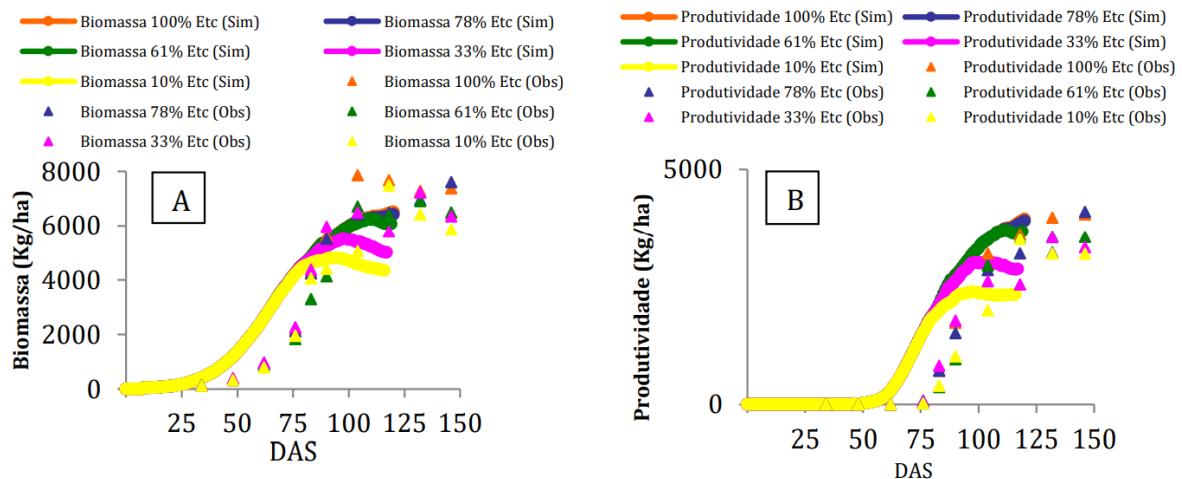 Biomassa 100% Etc (Sim) Biomassa 78% Etc (Sim)
Biomassa 61% Etc (Sim) Biomassa 33% Etc (Sim)
Biomassa 10% Etc (Sim) Biomassa 100% Etc (Obs)
Biomassa 78% Etc (Obs) Biomassa 61% Etc (Obs)
Biomassa 33% Etc (Obs) Biomassa 10% Etc (Obs)
Biomassa (Kg/ha)
8000
6000
4000
2000
0
A
25 50 75 100 125 150
DAS
Produtividade 100% Etc (Sim) Produtividade 78% Etc (Sim)
Produtividade 61% Etc (Sim) Produtividade 33% Etc (Sim)
Produtividade 10% Etc (Sim) Produtividade 100% Etc (Obs)
Produtividade 78% Etc (Obs) Produtividade 61% Etc (Obs)
Produtividade 33% Etc (Obs) Produtividade 10% Etc (Obs)
Produtividade (Kg/ha)
5000
0
B
25 50 75 100 125 150
DAS